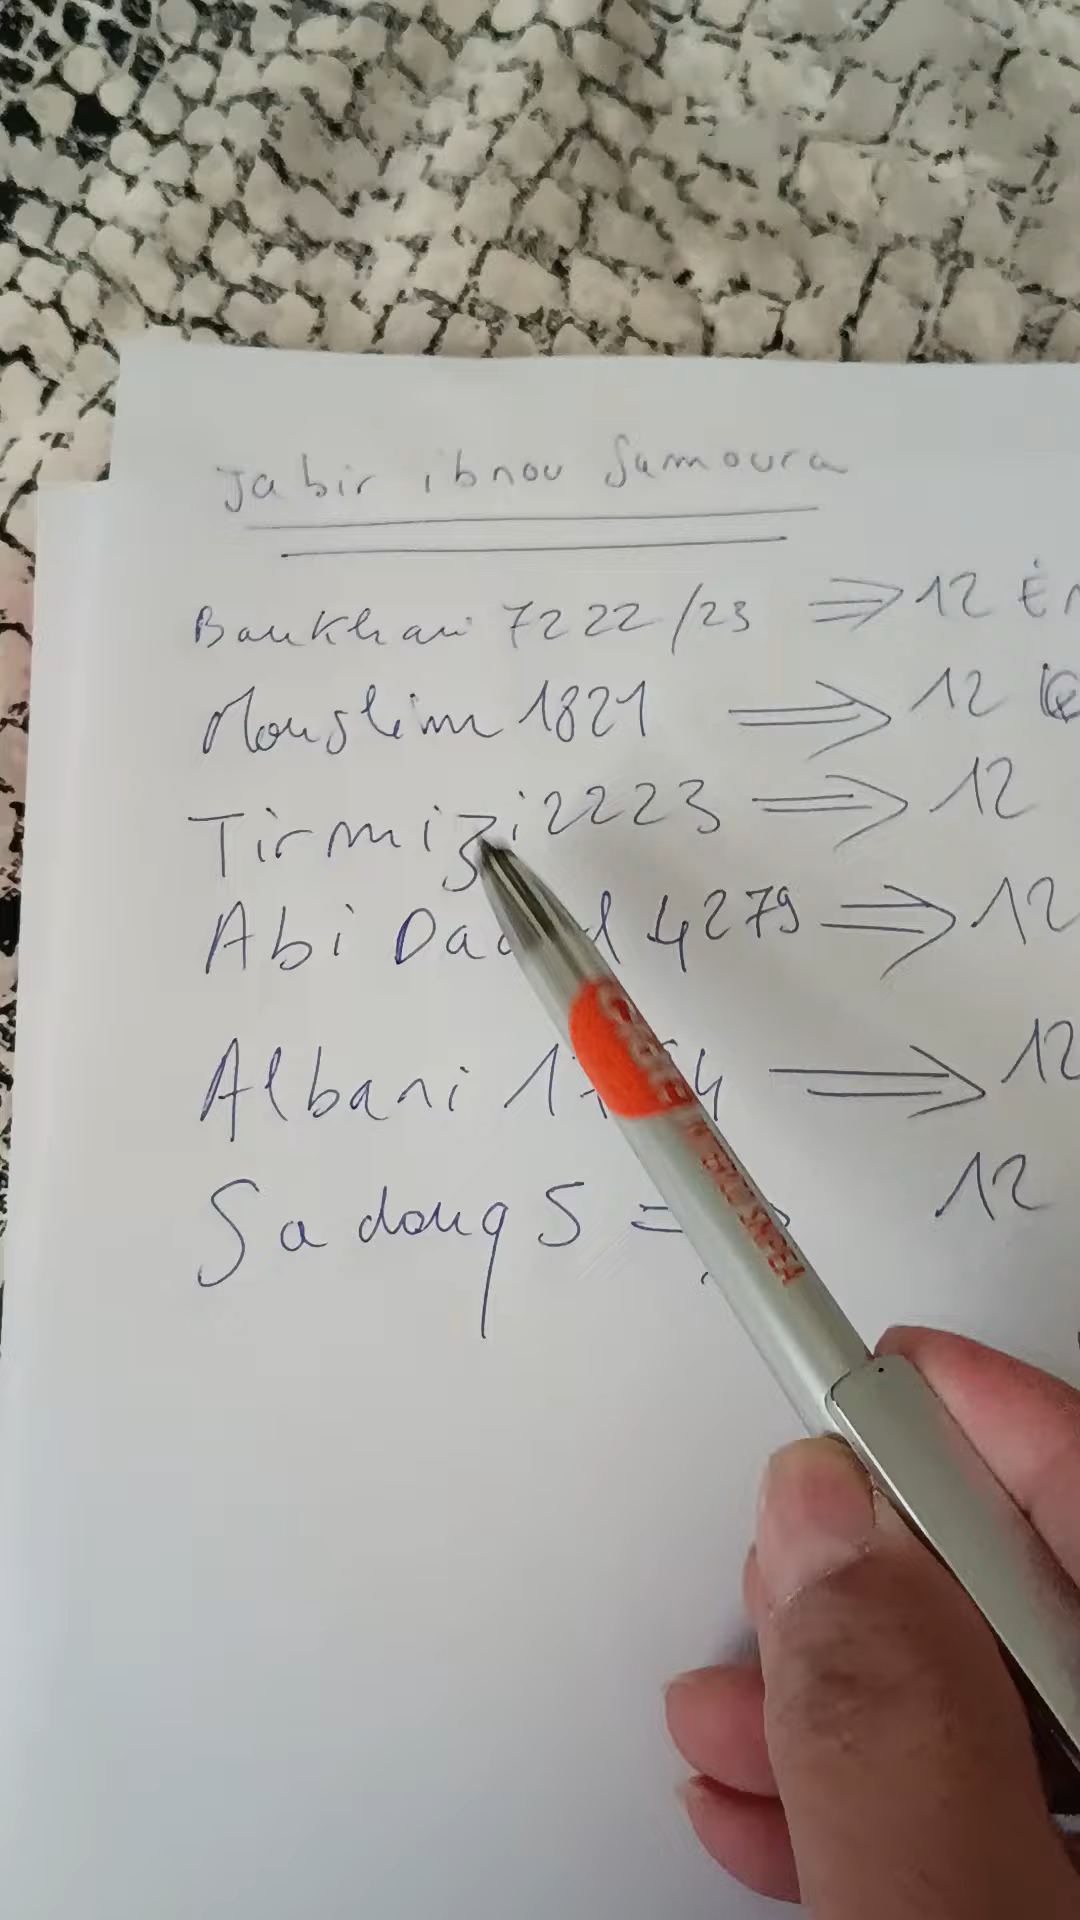 Jabir ibnou Samoura
Boukhari 7222/23 ⇒ 12 Ém
Mouslim 1821 ⇒ 12
Tirmizi 2223 ⇒ 12
Abi Daoud 4279 ⇒ 12
Albani ⇒ 12
Sadouq 5 ⇒ 12